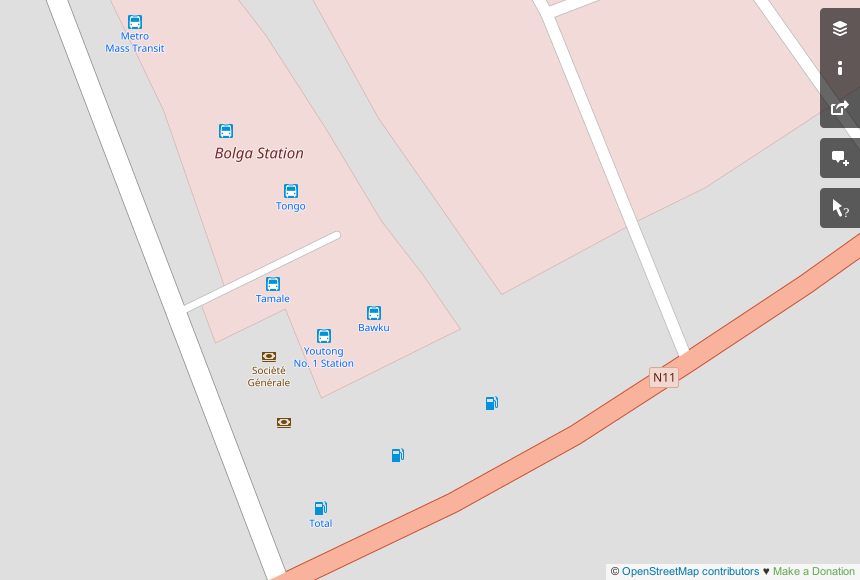 Metro
Mass Transit
Bolga Station
Tongo
Tamale
Bawku
Youtong
No. 1 Station
Société
Générale
N11
Total
?
© OpenStreetMap contributors ♥ Make a Donation